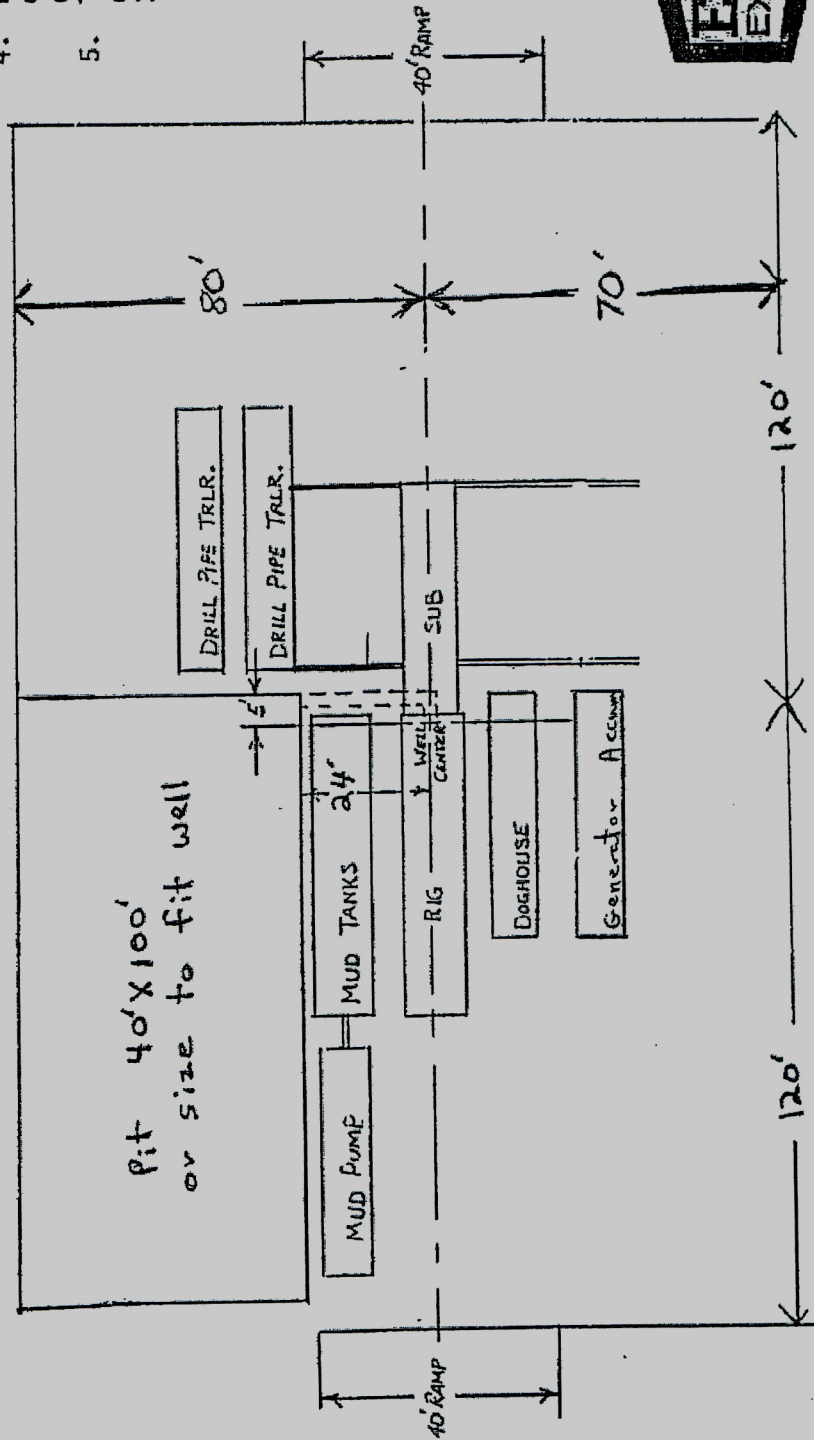 4.
5.
40' RAMP
80'
70'
DRILL PIPE TRLR.
DRILL PIPE TRLR.
SUB
120'
Pit 40'X100'
or size to fit well
24'
WELL
CENTER
MUD TANKS
RIG
DOGHOUSE
Generator Accum
MUD PUMP
120'
40' RAMP